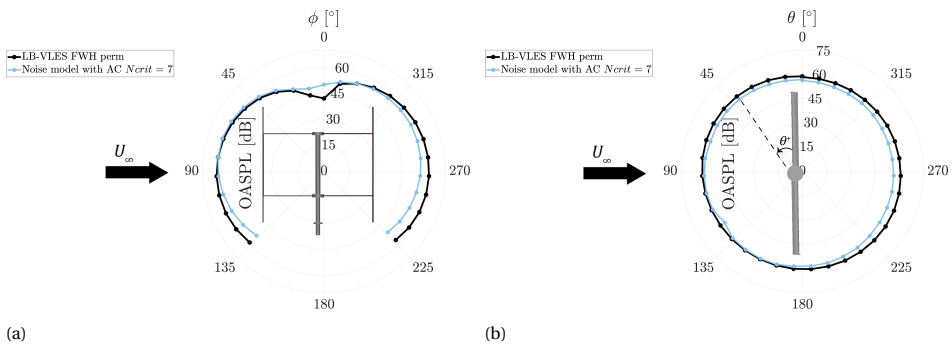 ϕ [°]
0
LB-VLES FWH perm
Noise model with AC Ncrit = 7
45
315
60
45
30
15
0
OASPL [dB]
U∞
90
270
135
225
180
(a)
θ [°]
0
LB-VLES FWH perm
Noise model with AC Ncrit = 7
75
45
315
60
45
30
15
0
θ*
OASPL [dB]
U∞
90
270
135
225
180
(b)